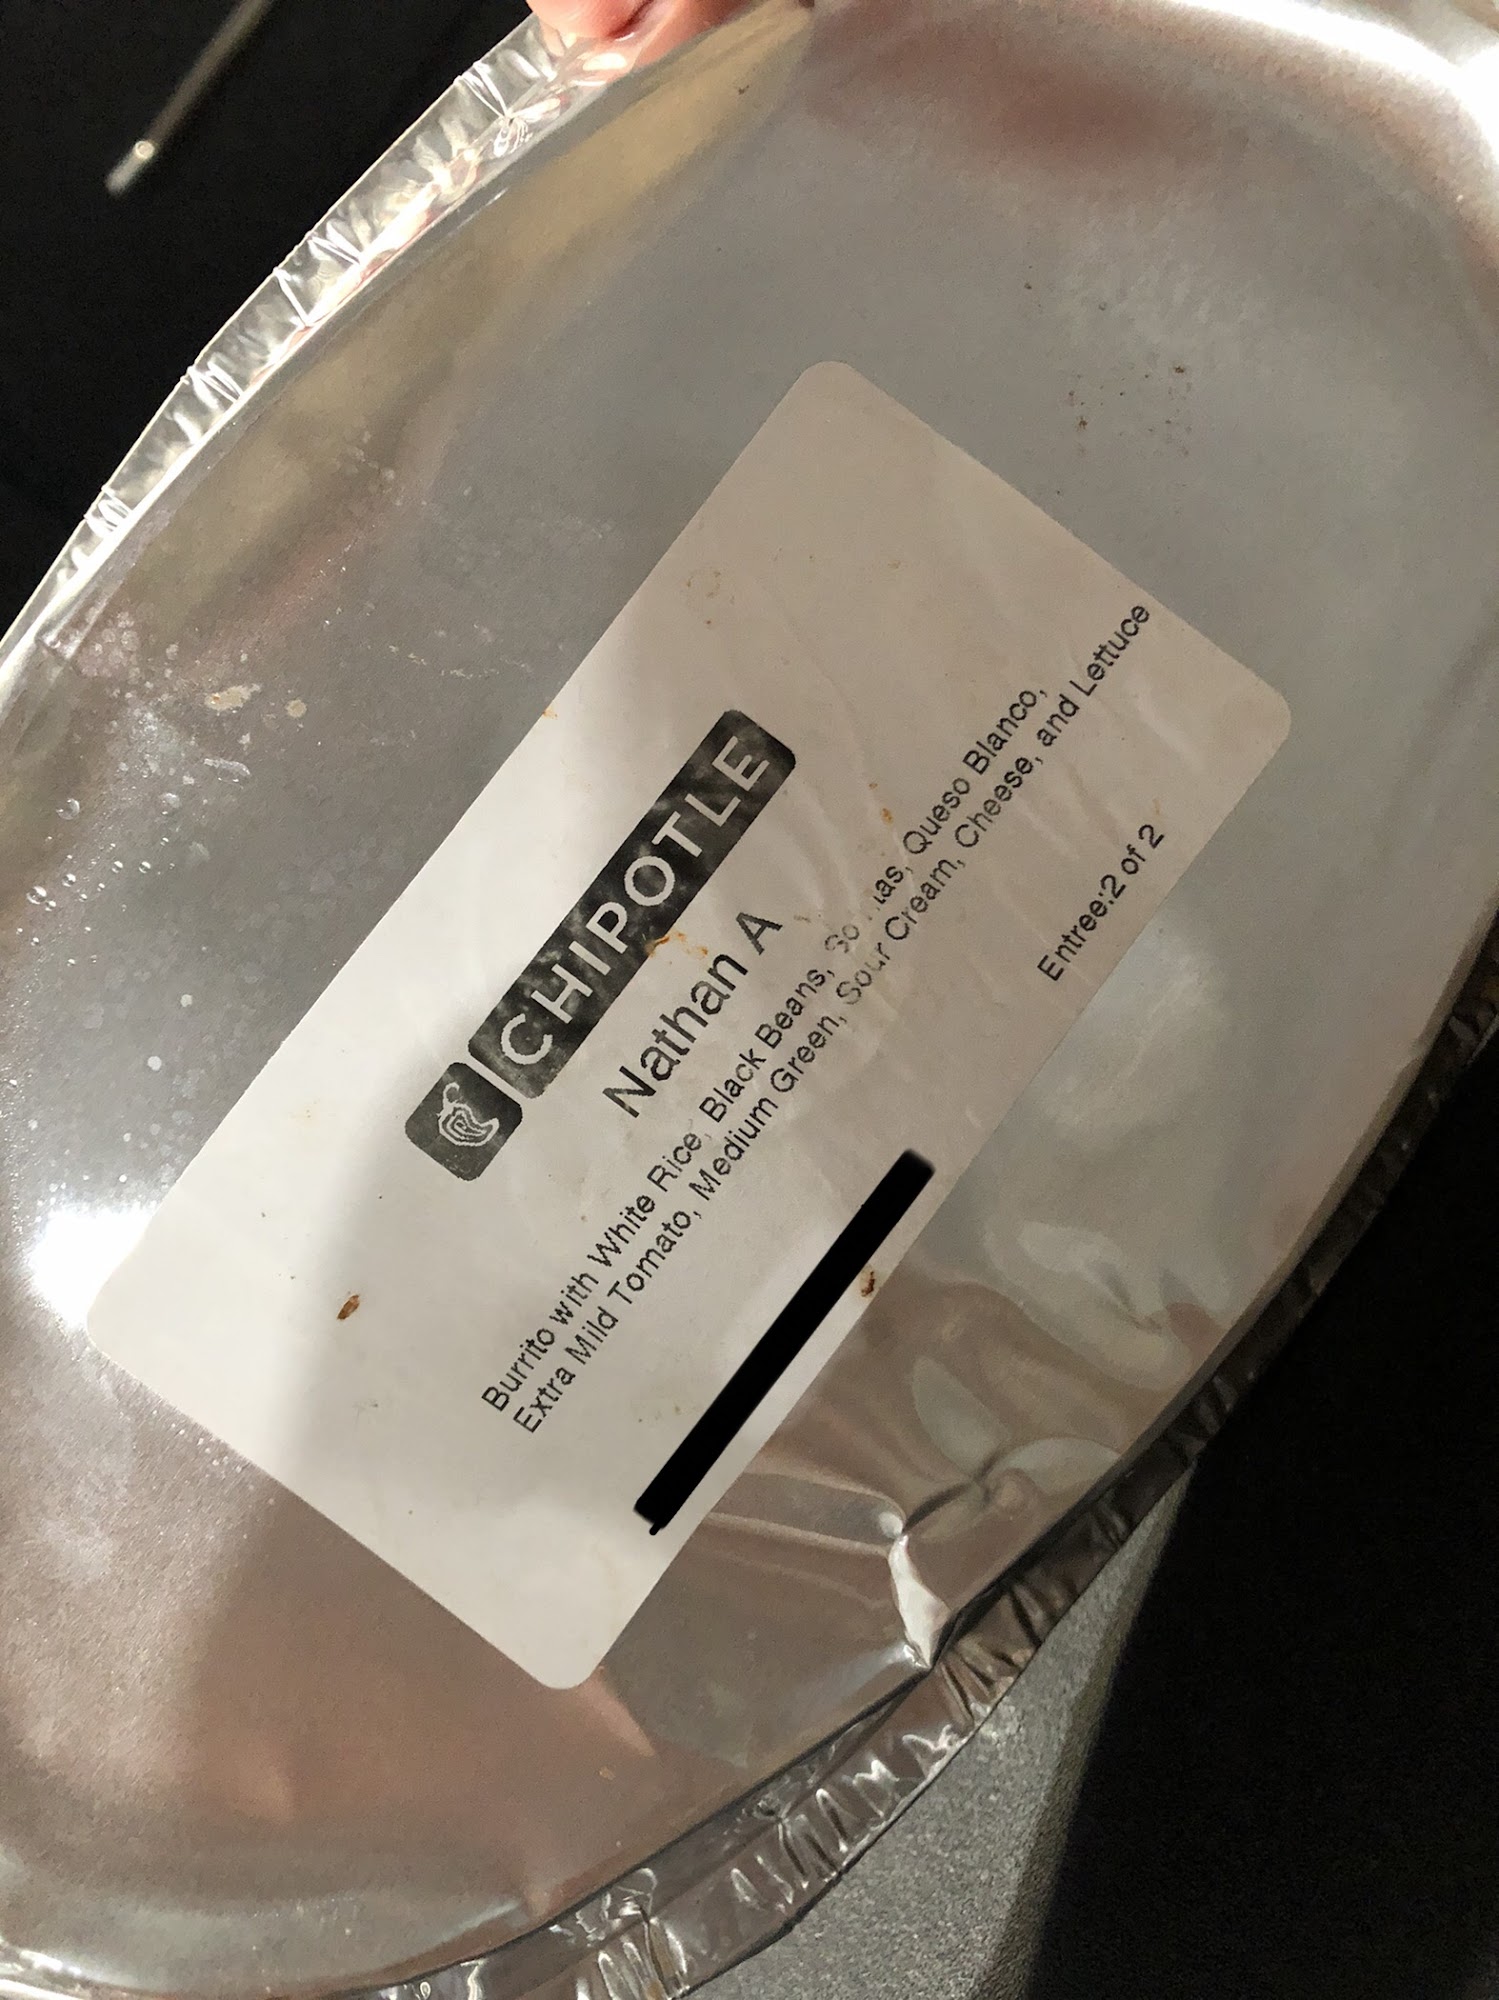 CHIPOTLE
Nathan A
Burrito with White Rice, Black Beans, Queso Blanco,
Extra Mild Tomato, Medium Green, Sour Cream, Cheese, and Lettuce
Entree:2 of 2